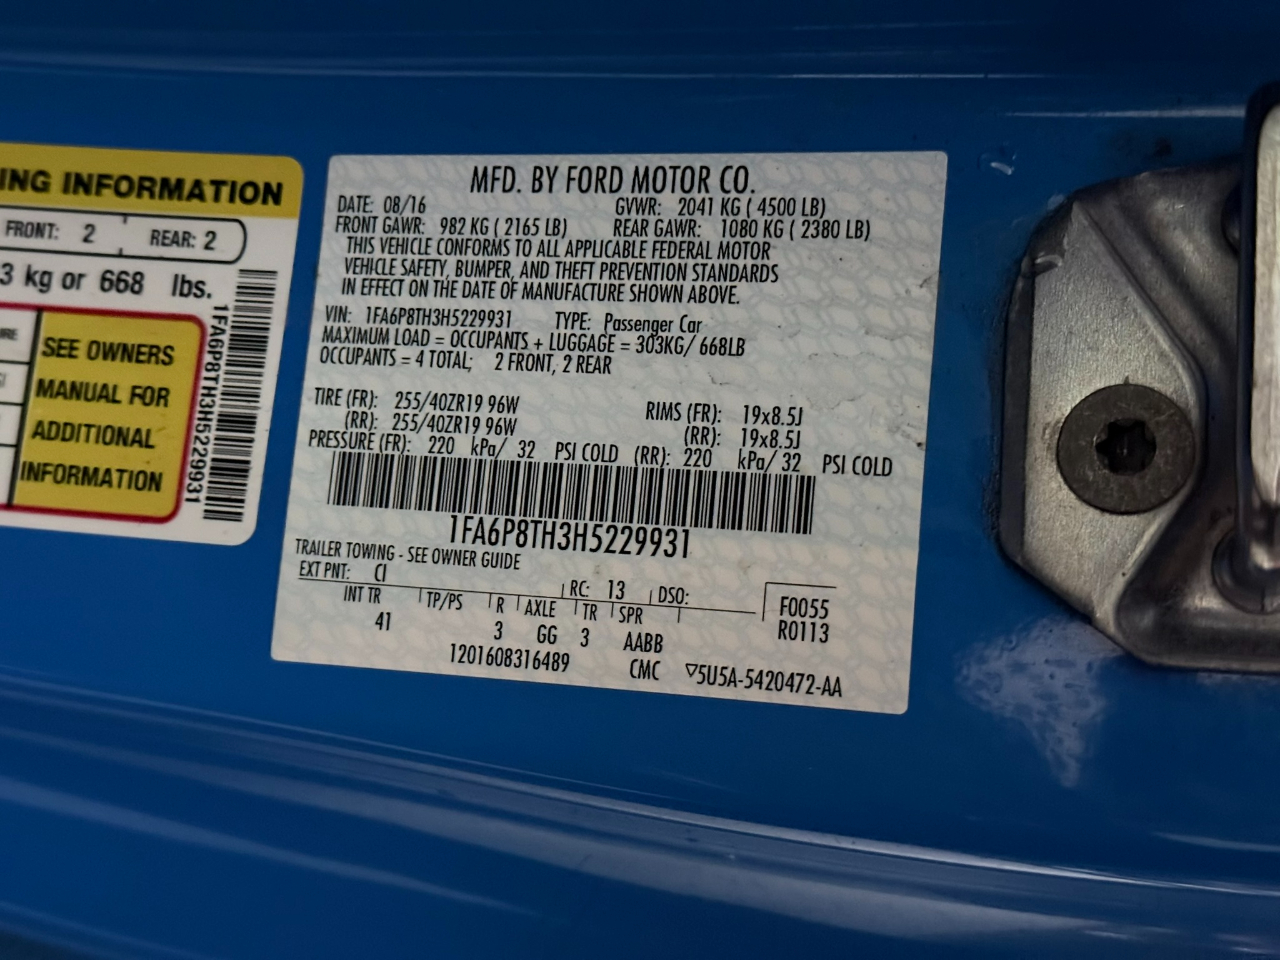 ING INFORMATION
FRONT: 2 REAR: 2
3 kg or 668 lbs.
SEE OWNERS
MANUAL FOR
ADDITIONAL
INFORMATION
1FA6P8TH3H5229931
MFD. BY FORD MOTOR CO.
DATE: 08/16 GVWR: 2041 KG ( 4500 LB)
FRONT GAWR: 982 KG ( 2165 LB) REAR GAWR: 1080 KG ( 2380 LB)
THIS VEHICLE CONFORMS TO ALL APPLICABLE FEDERAL MOTOR
VEHICLE SAFETY, BUMPER, AND THEFT PREVENTION STANDARDS
IN EFFECT ON THE DATE OF MANUFACTURE SHOWN ABOVE.
VIN: 1FA6P8TH3H5229931 TYPE: Passenger Car
MAXIMUM LOAD = OCCUPANTS + LUGGAGE = 303KG/ 668LB
OCCUPANTS = 4 TOTAL; 2 FRONT, 2 REAR
TIRE (FR): 255/40ZR19 96W RIMS (FR): 19x8.5J
(RR): 255/40ZR19 96W (RR): 19x8.5J
PRESSURE (FR): 220 kPa/ 32 PSI COLD (RR): 220 kPa/ 32 PSI COLD
1FA6P8TH3H5229931
TRAILER TOWING - SEE OWNER GUIDE
EXT PNT: CI RC: 13 DSO: F0055
INT TR TP/PS R AXLE TR SPR R0113
41 3 GG 3 AABB
1201608316489 CMC ▽5U5A-5420472-AA